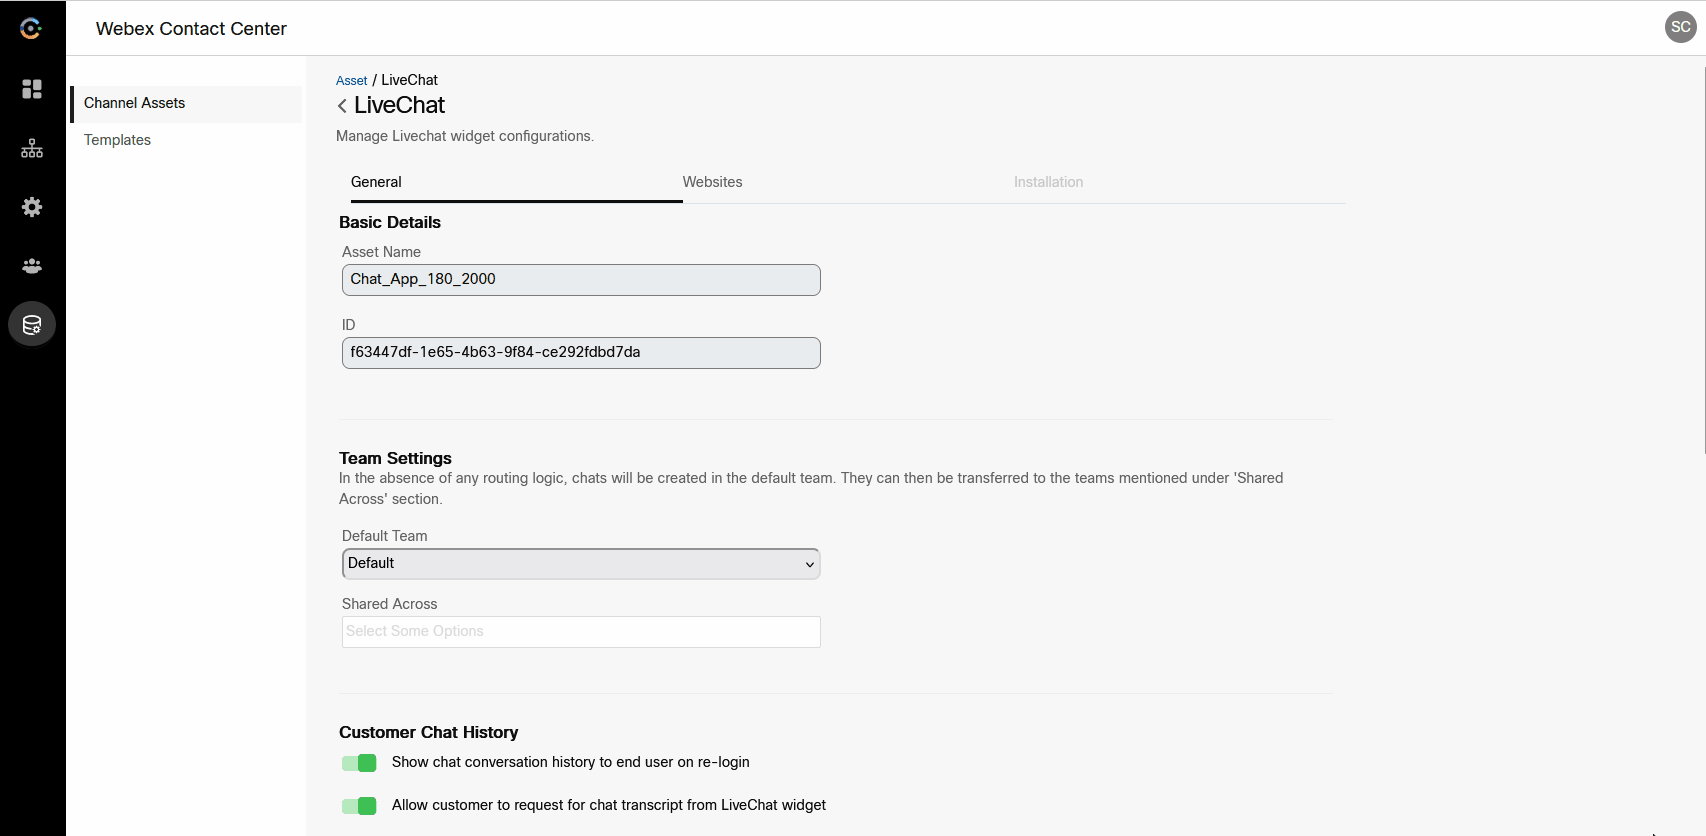 Webex Contact Center
SC
Channel Assets
Templates
Asset / LiveChat
LiveChat
Manage Livechat widget configurations.
General
Websites
Installation
Basic Details
Asset Name
Chat_App_180_2000
ID
f63447df-1e65-4b63-9f84-ce292fdbd7da
Team Settings
In the absence of any routing logic, chats will be created in the default team. They can then be transferred to the teams mentioned under 'Shared
Across' section.
Default Team
Default
Shared Across
Select Some Options
Customer Chat History
Show chat conversation history to end user on re-login
Allow customer to request for chat transcript from LiveChat widget